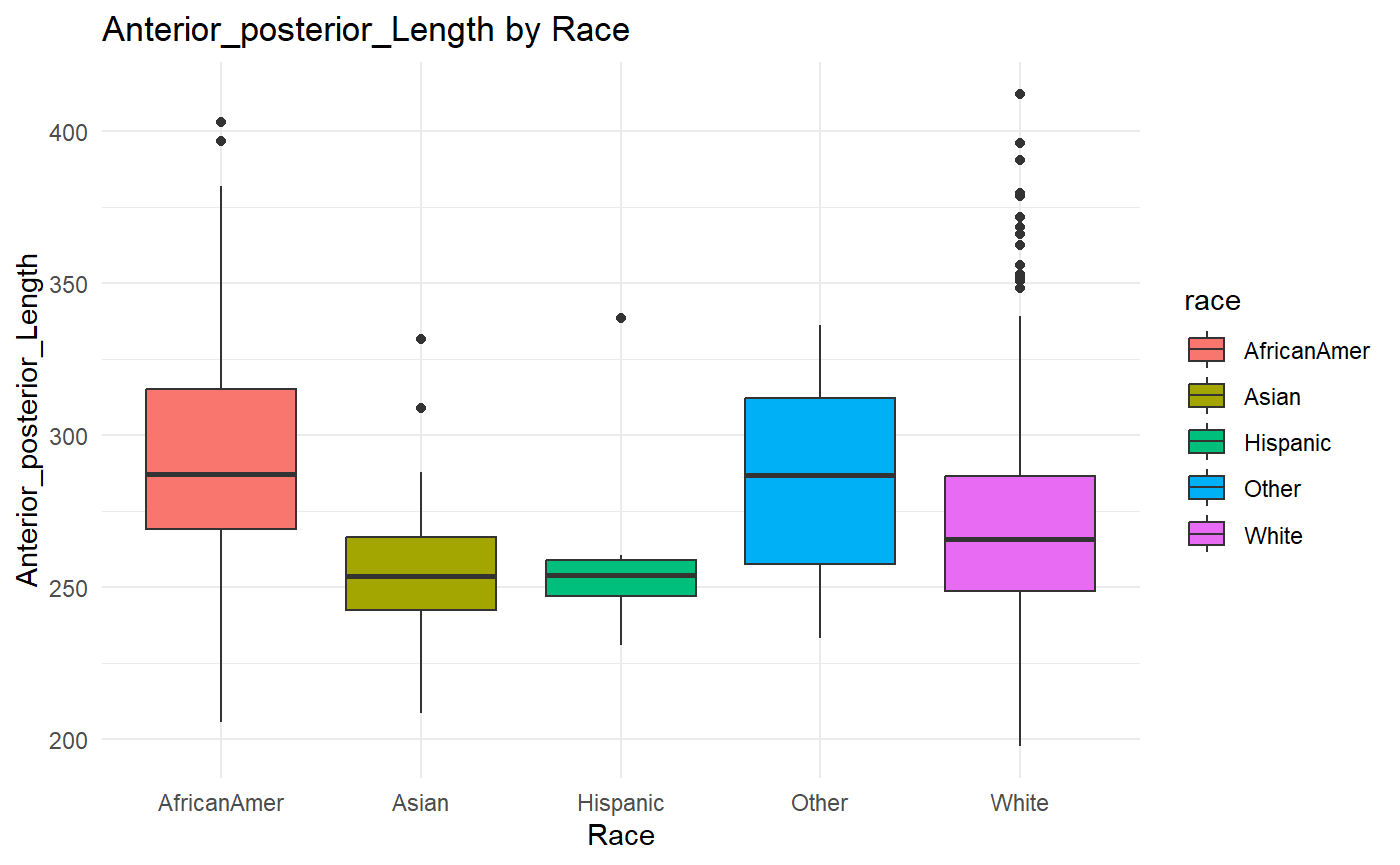 Anterior_posterior_Length by Race
Anterior_posterior_Length
400
350
300
250
200
AfricanAmer
Asian
Hispanic
Other
White
Race
race
AfricanAmer
Asian
Hispanic
Other
White